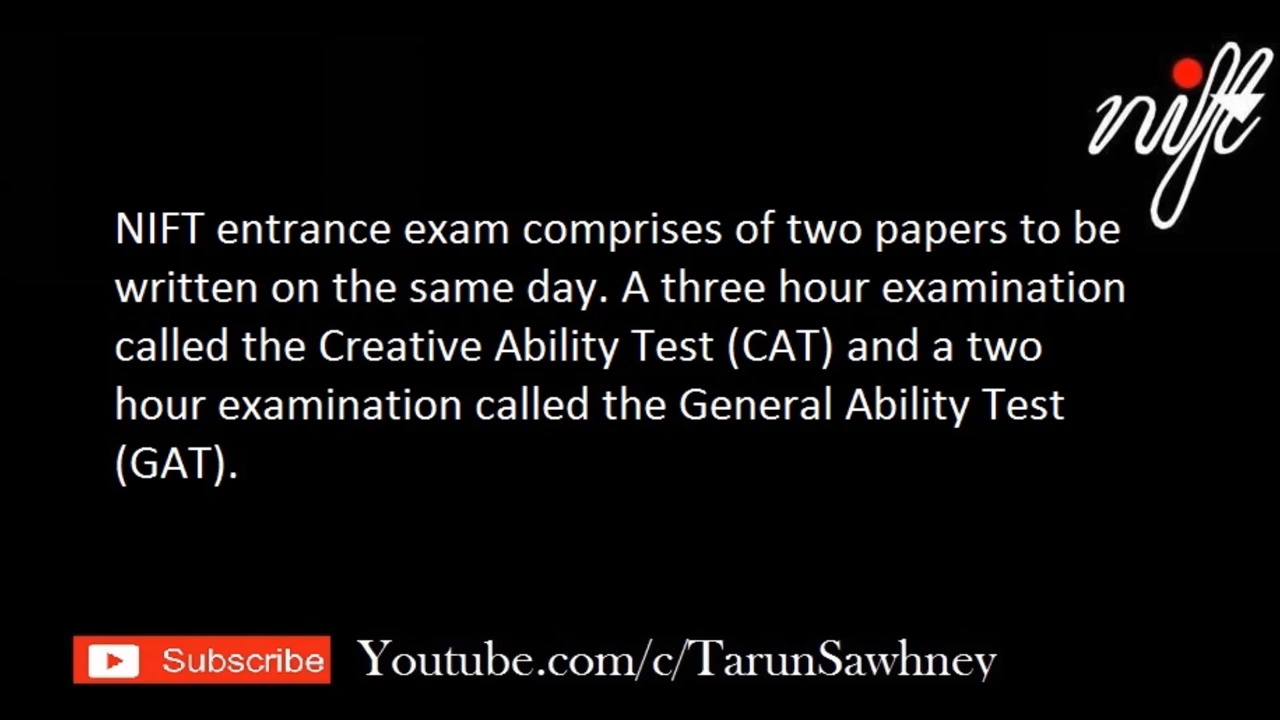 nift
NIFT entrance exam comprises of two papers to be
written on the same day. A three hour examination
called the Creative Ability Test (CAT) and a two
hour examination called the General Ability Test
(GAT).
Subscribe Youtube.com/c/TarunSawhney